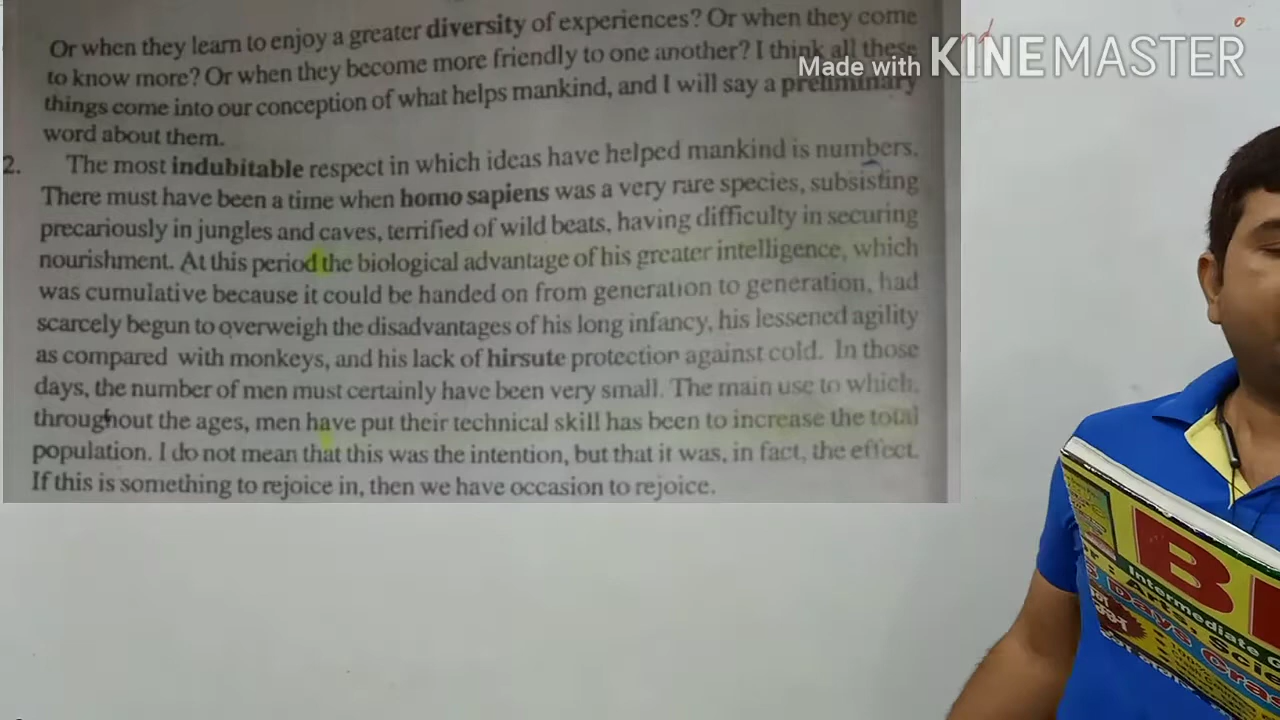 Or when they learn to enjoy a greater diversity of experiences? Or when they come
to know more? Or when they become more friendly to one another? I think all these
things come into our conception of what helps mankind, and I will say a preliminary
word about them.
2. The most indubitable respect in which ideas have helped mankind is numbers.
There must have been a time when homo sapiens was a very rare species, subsisting
precariously in jungles and caves, terrified of wild beats, having difficulty in securing
nourishment. At this period the biological advantage of his greater intelligence, which
was cumulative because it could be handed on from generation to generation, had
scarcely begun to overweigh the disadvantages of his long infancy, his lessened agility
as compared with monkeys, and his lack of hirsute protection against cold. In those
days, the number of men must certainly have been very small. The main use to which,
throughout the ages, men have put their technical skill has been to increase the total
population. I do not mean that this was the intention, but that it was, in fact, the effect.
If this is something to rejoice in, then we have occasion to rejoice.
Made with KINEMASTER
B
Intermediate
Arts, Scie
Days Cras